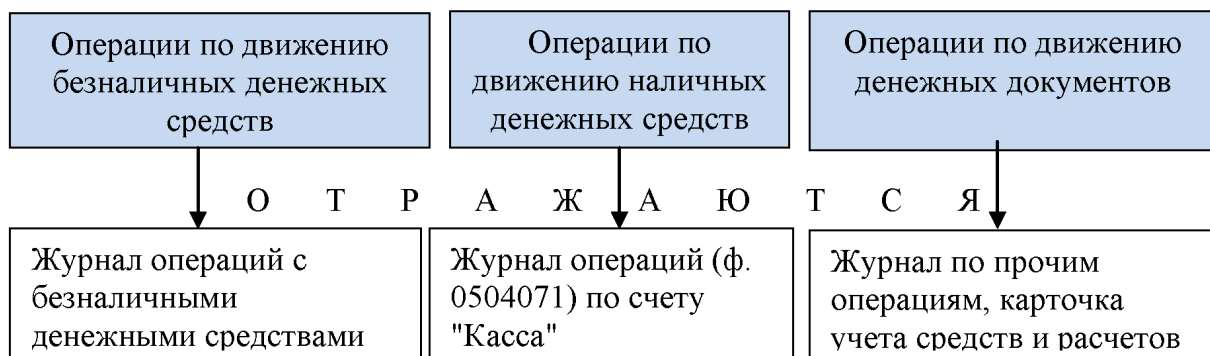 Операции по движению
безналичных денежных
средств
Операции по
движению наличных
денежных средств
Операции по движению
денежных документов
О Т Р А Ж А Ю Т С Я
Журнал операций с
безналичными
денежными средствами
Журнал операций (ф.
0504071) по счету
"Касса"
Журнал по прочим
операциям, карточка
учета средств и расчетов